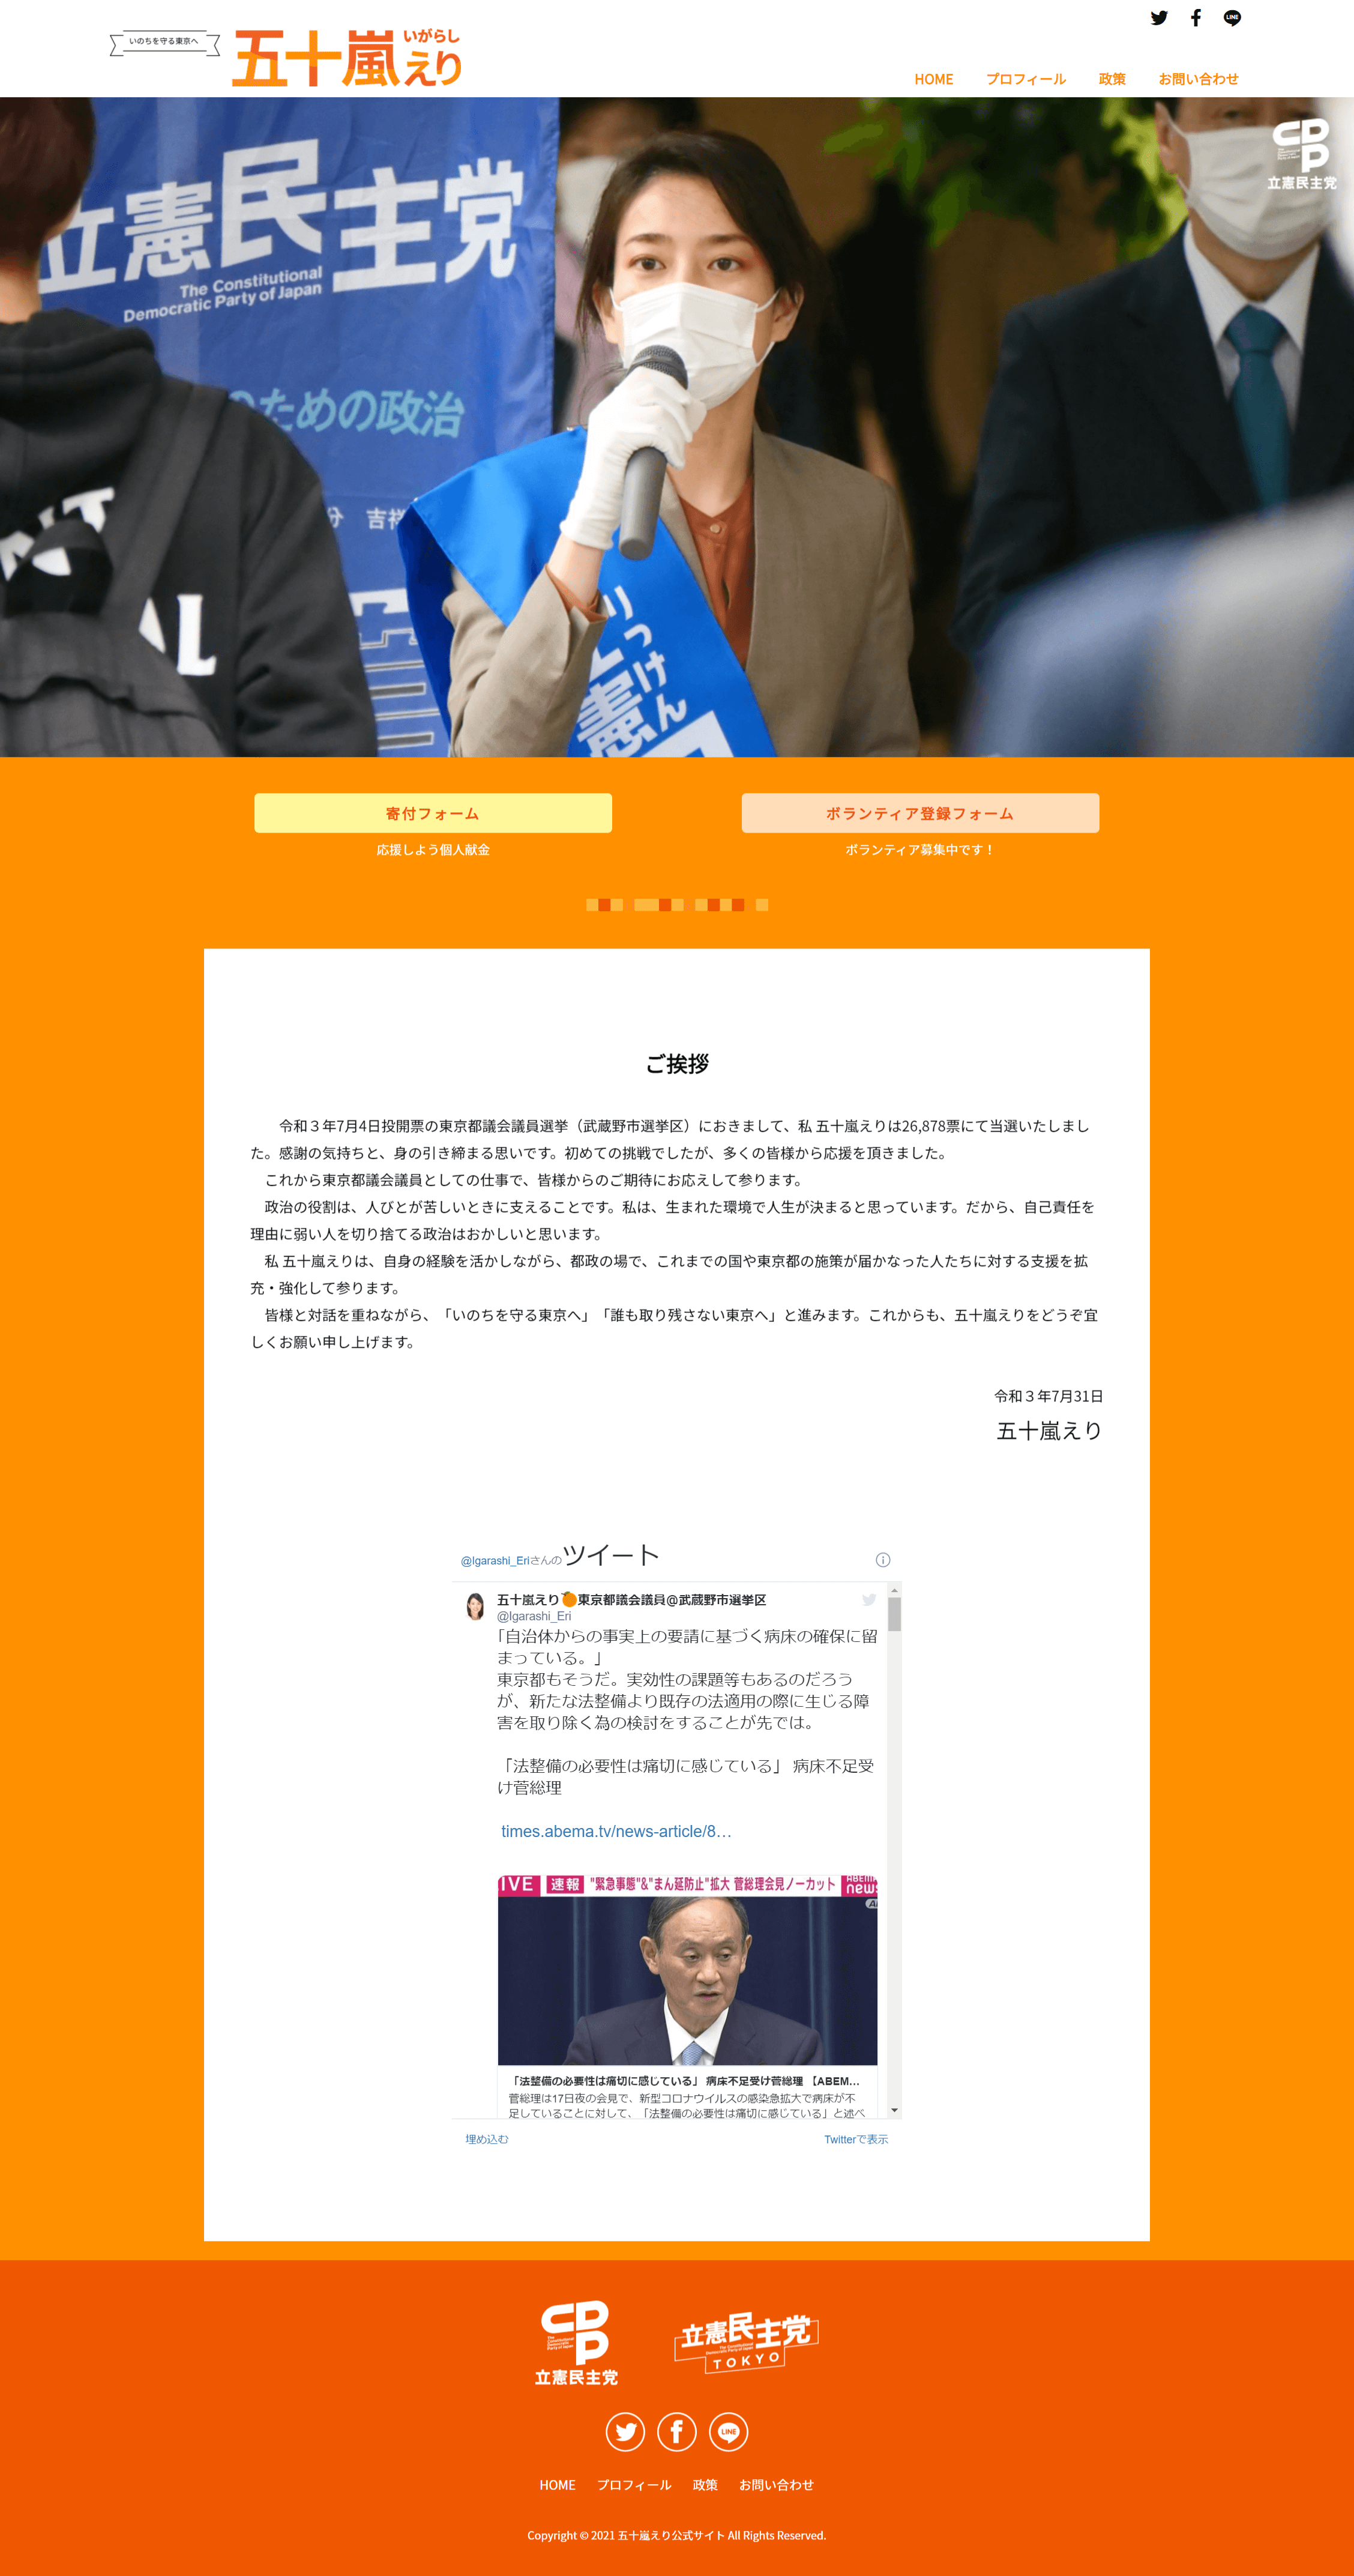 いのちを守る東京へ
五十嵐えり
いがらし
HOME プロフィール 政策 お問い合わせ
立憲民主党
The Constitutional
Democratic Party of Japan
のための政治
分 吉祥
りっけん
立憲民主党
寄付フォーム
応援しよう個人献金
ボランティア登録フォーム
ボランティア募集中です！
ご挨拶
令和３年7月4日投開票の東京都議会議員選挙（武蔵野市選挙区）におきまして、私 五十嵐えりは26,878票にて当選いたしまし
た。感謝の気持ちと、身の引き締まる思いです。初めての挑戦でしたが、多くの皆様から応援を頂きました。
これから東京都議会議員としての仕事で、皆様からのご期待にお応えして参ります。
政治の役割は、人びとが苦しいときに支えることです。私は、生まれた環境で人生が決まると思っています。だから、自己責任を
理由に弱い人を切り捨てる政治はおかしいと思います。
私 五十嵐えりは、自身の経験を活かしながら、都政の場で、これまでの国や東京都の施策が届かなった人たちに対する支援を拡
充・強化して参ります。
皆様と対話を重ねながら、「いのちを守る東京へ」「誰も取り残さない東京へ」と進みます。これからも、五十嵐えりをどうぞ宜
しくお願い申し上げます。
令和３年7月31日
五十嵐えり
@Igarashi_Eriさんのツイート
五十嵐えり🍊東京都議会議員@武蔵野市選挙区
@Igarashi_Eri
「自治体からの事実上の要請に基づく病床の確保に留
まっている。」
東京都もそうだ。実効性の課題等もあるのだろう
が、新たな法整備より既存の法適用の際に生じる障
害を取り除く為の検討をすることが先では。
「法整備の必要性は痛切に感じている」 病床不足受
け菅総理
times.abema.tv/news-article/8…
IVE 速報 "緊急事態"&"まん延防止"拡大 菅総理会見ノーカット
news
「法整備の必要性は痛切に感じている」 病床不足受け菅総理 【ABEM...
菅総理は17日夜の会見で、新型コロナウイルスの感染急拡大で病床が不
足していることに対して、「法整備の必要性は痛切に感じている」と述べ
埋め込む Twitterで表示
立憲民主党
立憲民主党
TOKYO
LINE
HOME プロフィール 政策 お問い合わせ
Copyright © 2021 五十嵐えり公式サイト All Rights Reserved.